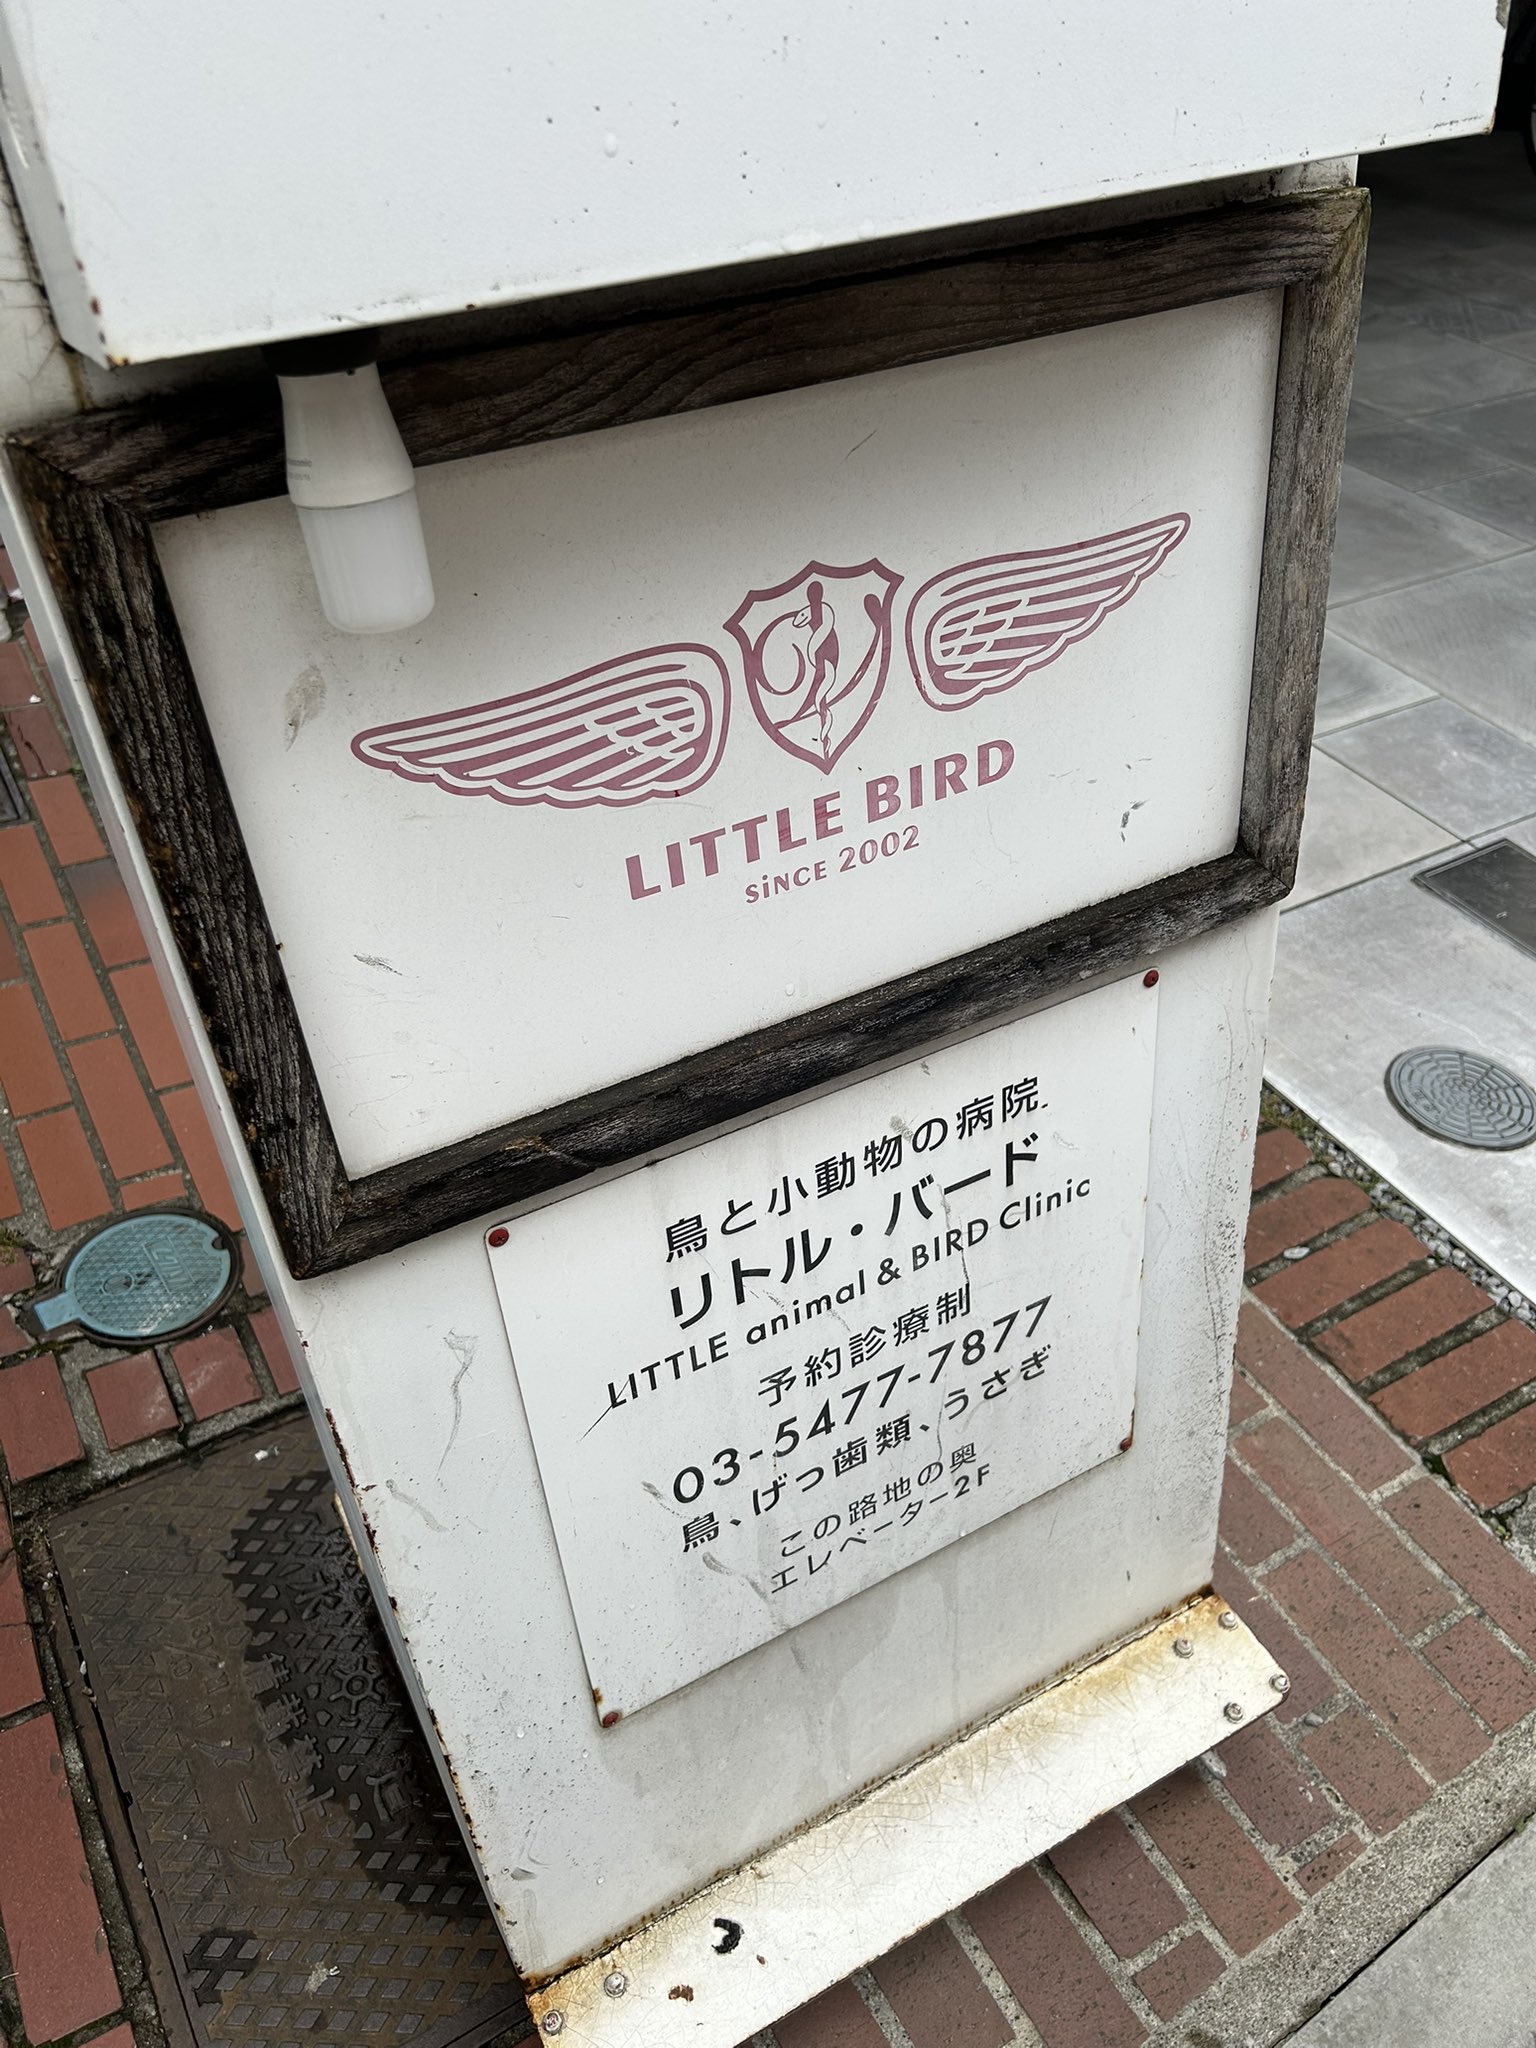 LITTLE BIRD
SiNCE 2002
鳥と小動物の病院
リトル・バード
LITTLE animal & BIRD Clinic
予約診療制
03-5477-7877
鳥、げっ歯類、うさぎ
この路地の奥
エレベーター2F